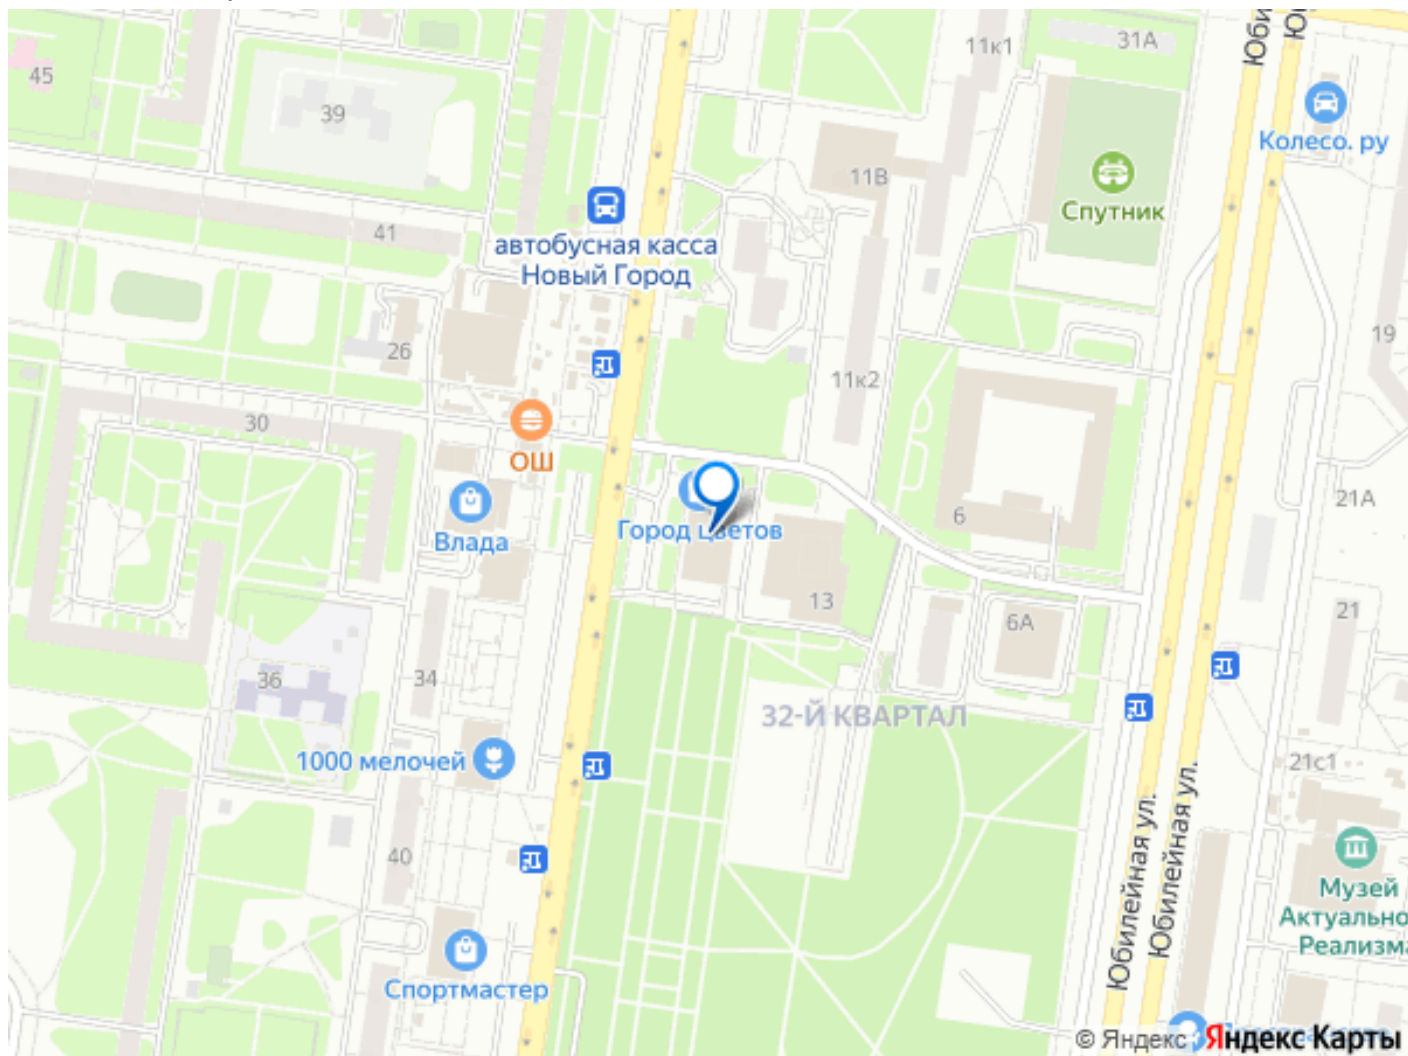 Юби
Юб
31А
11к1
45
39
Колесо. ру
11В
Спутник
41
автобусная касса
Новый Город
19
26
11к2
30
ОШ
21А
6
Город цветов
Влада
13
21
6А
36
34
32-Й КВАРТАЛ
1000 мелочей
21с1
Юбилейная ул.
Юбилейная ул.
40
Музей
Актуально
Реализма
Спортмастер
© Яндекс
Яндекс Карты